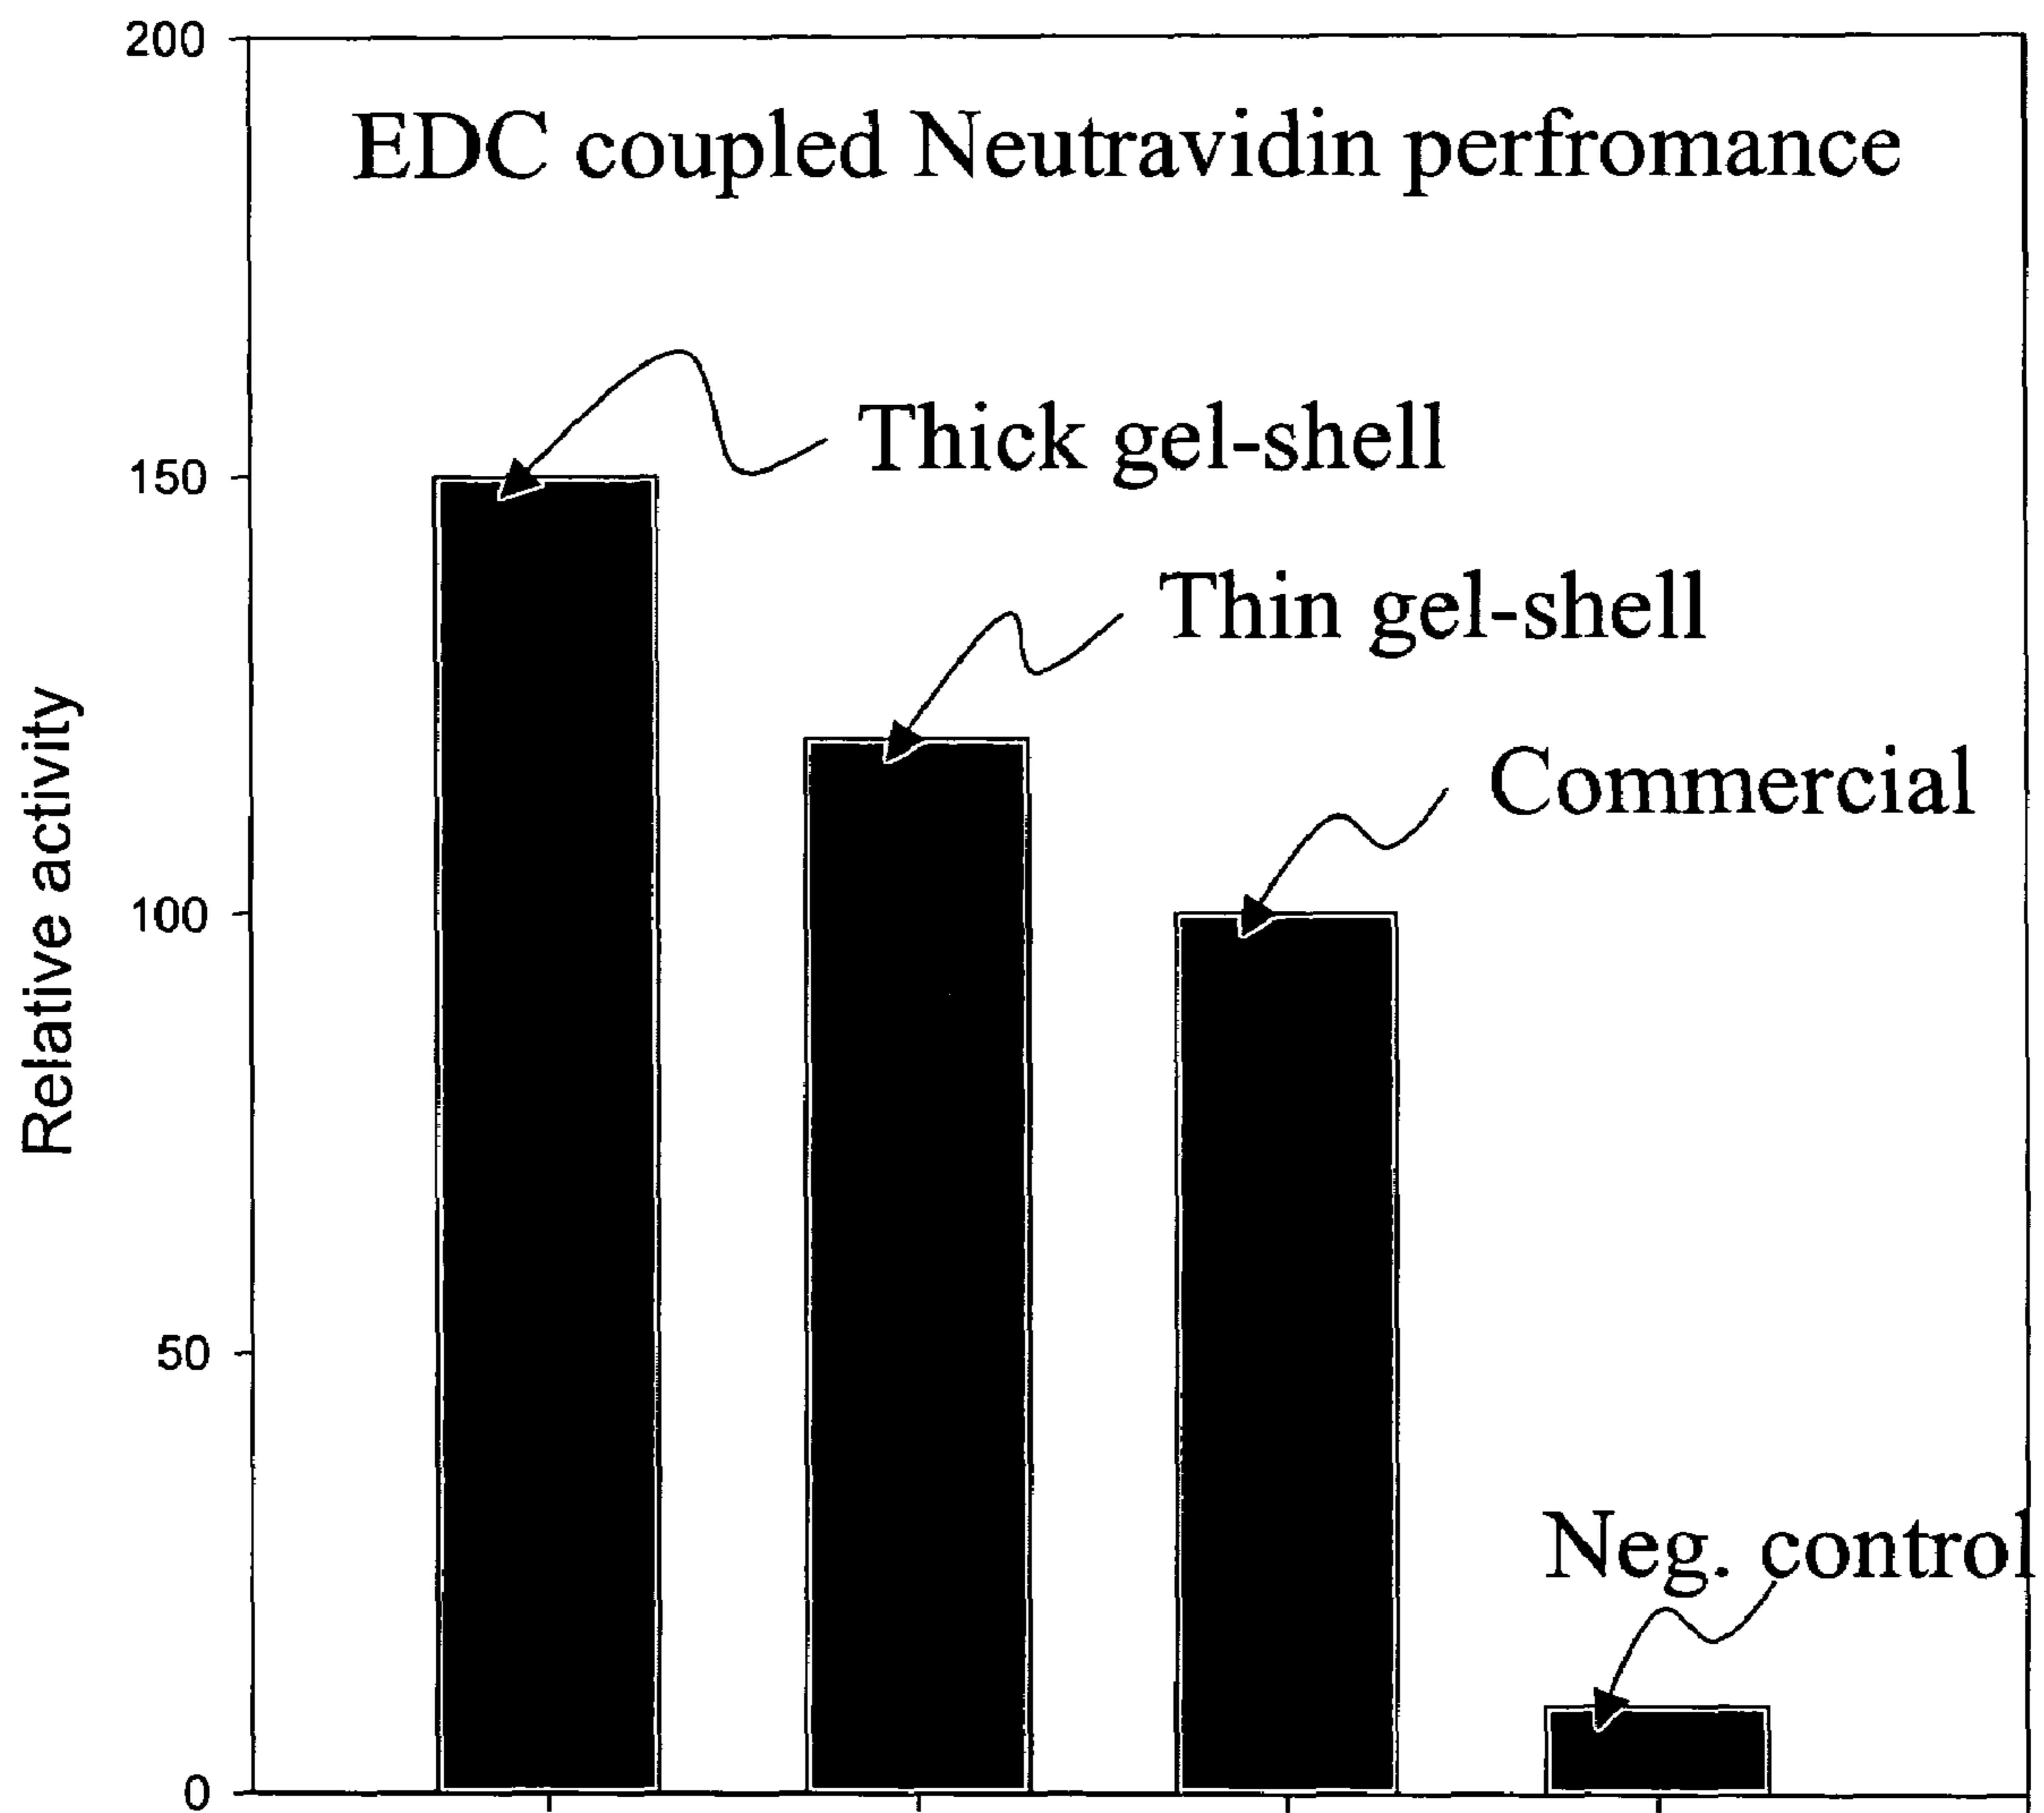 200
EDC coupled Neutravidin perfromance
Thick gel-shell
150
Thin gel-shell
Commercial
100
Relative activity
50
Neg. control
0